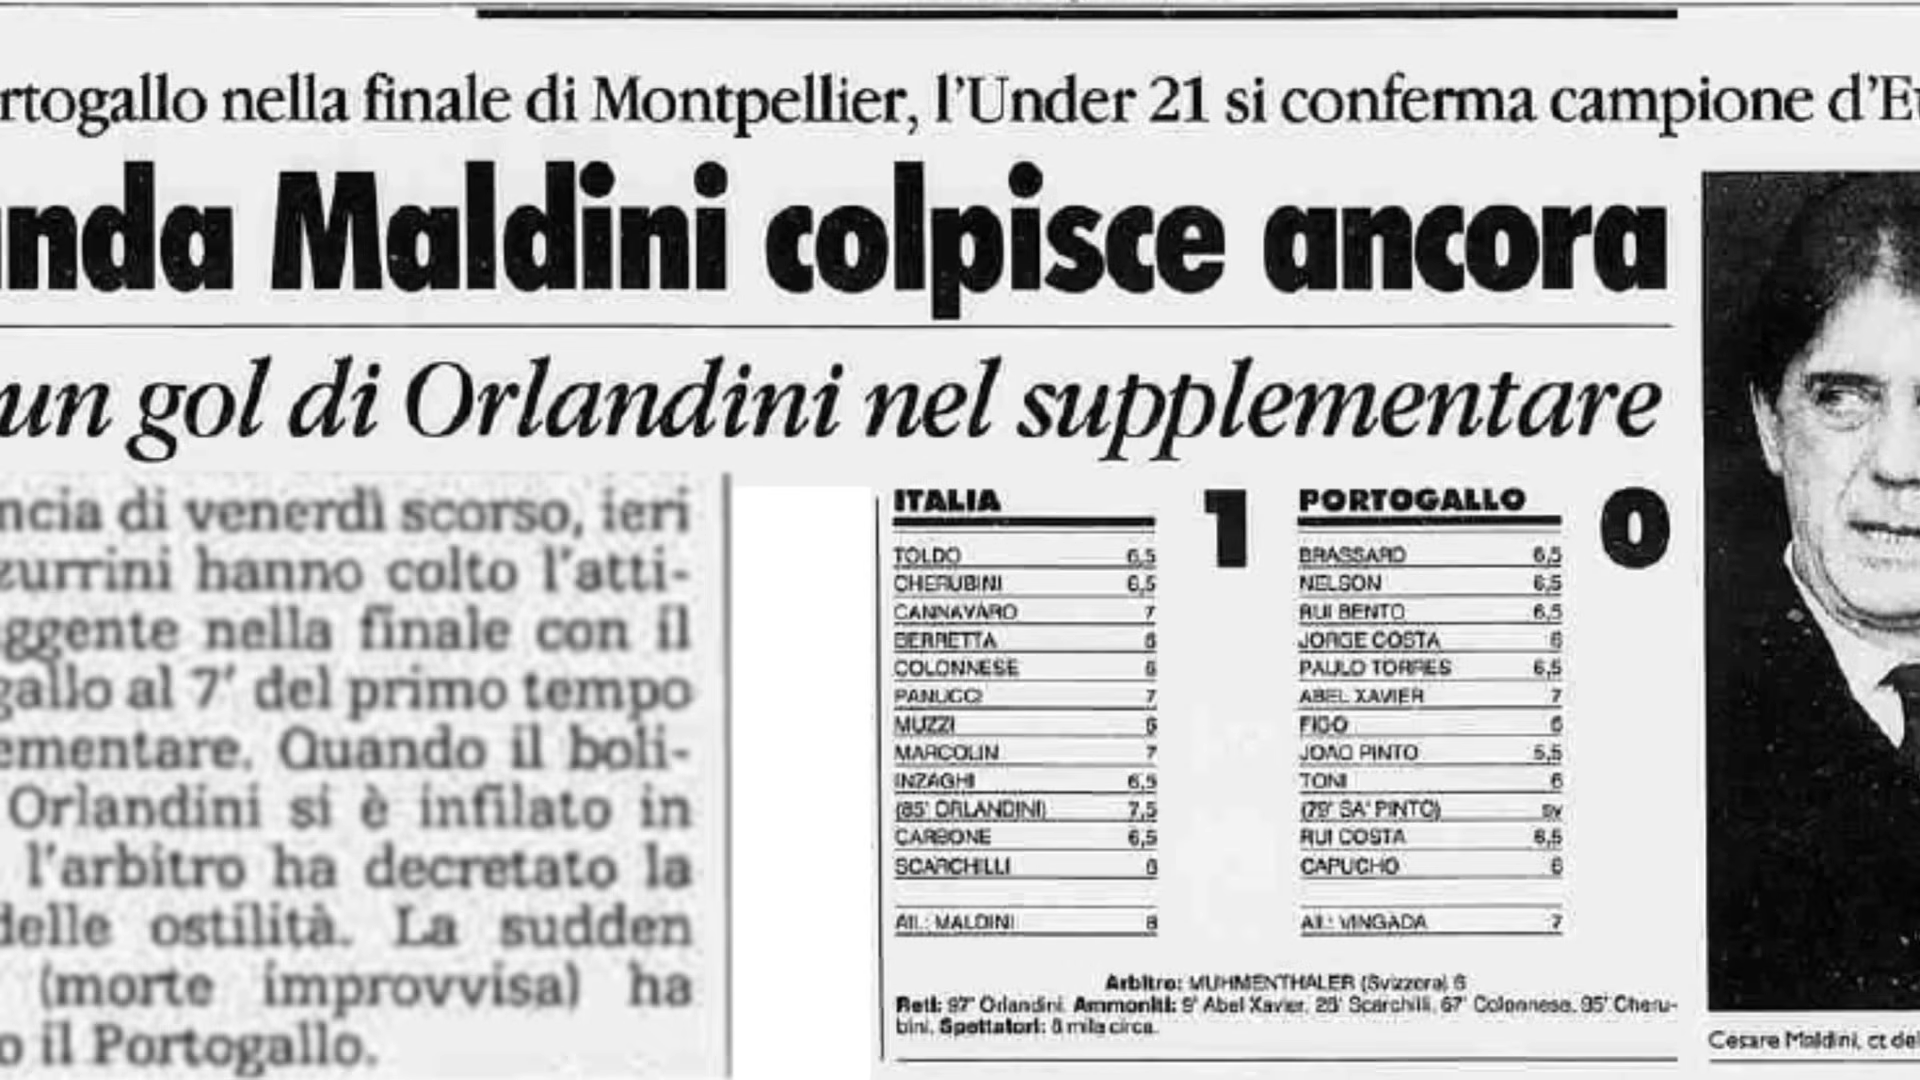 rtogallo nella finale di Montpellier, l'Under 21 si conferma campione d'Eu
anda Maldini colpisce ancora
un gol di Orlandini nel supplementare
ncia di venerdì scorso, ieri
zurrini hanno colto l'atti-
ggente nella finale con il
gallo al 7' del primo tempo
ementare. Quando il boli-
Orlandini si è infilato in
l'arbitro ha decretato la
delle ostilità. La sudden
(morte improvvisa) ha
o il Portogallo.
ITALIA 1
TOLDO 6,5
CHERUBINI 6,5
CANNAVARO 7
BERRETTA 6
COLONNESE 6
PANUCCI 7
MUZZI 6
MARCOLIN 7
INZAGHI 6,5
(85' ORLANDINI) 7,5
CARBONE 6,5
SCARCHILLI 6
All.: MALDINI 8
PORTOGALLO 0
BRASSARD 6,5
NELSON 6,5
RUI BENTO 6,5
JORGE COSTA 6
PAULO TORRES 6,5
ABEL XAVIER 7
FIGO 6
JOAO PINTO 5,5
TONI 6
(79' SA' PINTO) sv
RUI COSTA 6,5
CAPUCHO 6
All.: VINGADA 7
Arbitro: MUHMENTHALER (Svizzera) 6
Reti: 97' Orlandini. Ammoniti: 9' Abel Xavier, 28' Scarchilli, 67' Colonnese, 95' Cheru-
bini. Spettatori: 8 mila circa.
Cesare Maldini, ct del